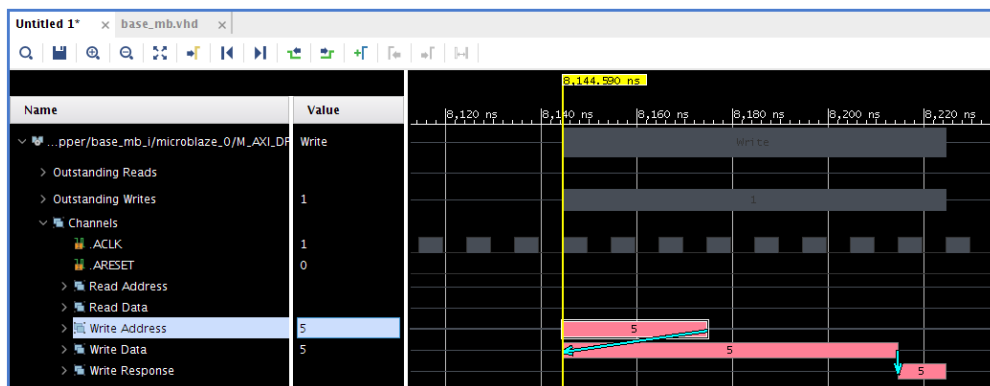 Untitled 1* × base_mb.vhd ×
8,144.590 ns
Name Value
8,120 ns 8,140 ns 8,160 ns 8,180 ns 8,200 ns 8,220 ns
...pper/base_mb_i/microblaze_0/M_AXI_DP Write Write
Outstanding Reads
Outstanding Writes 1 1
Channels
.ACLK 1
.ARESET 0
Read Address
Read Data
Write Address 5 5
Write Data 5 5
Write Response 5